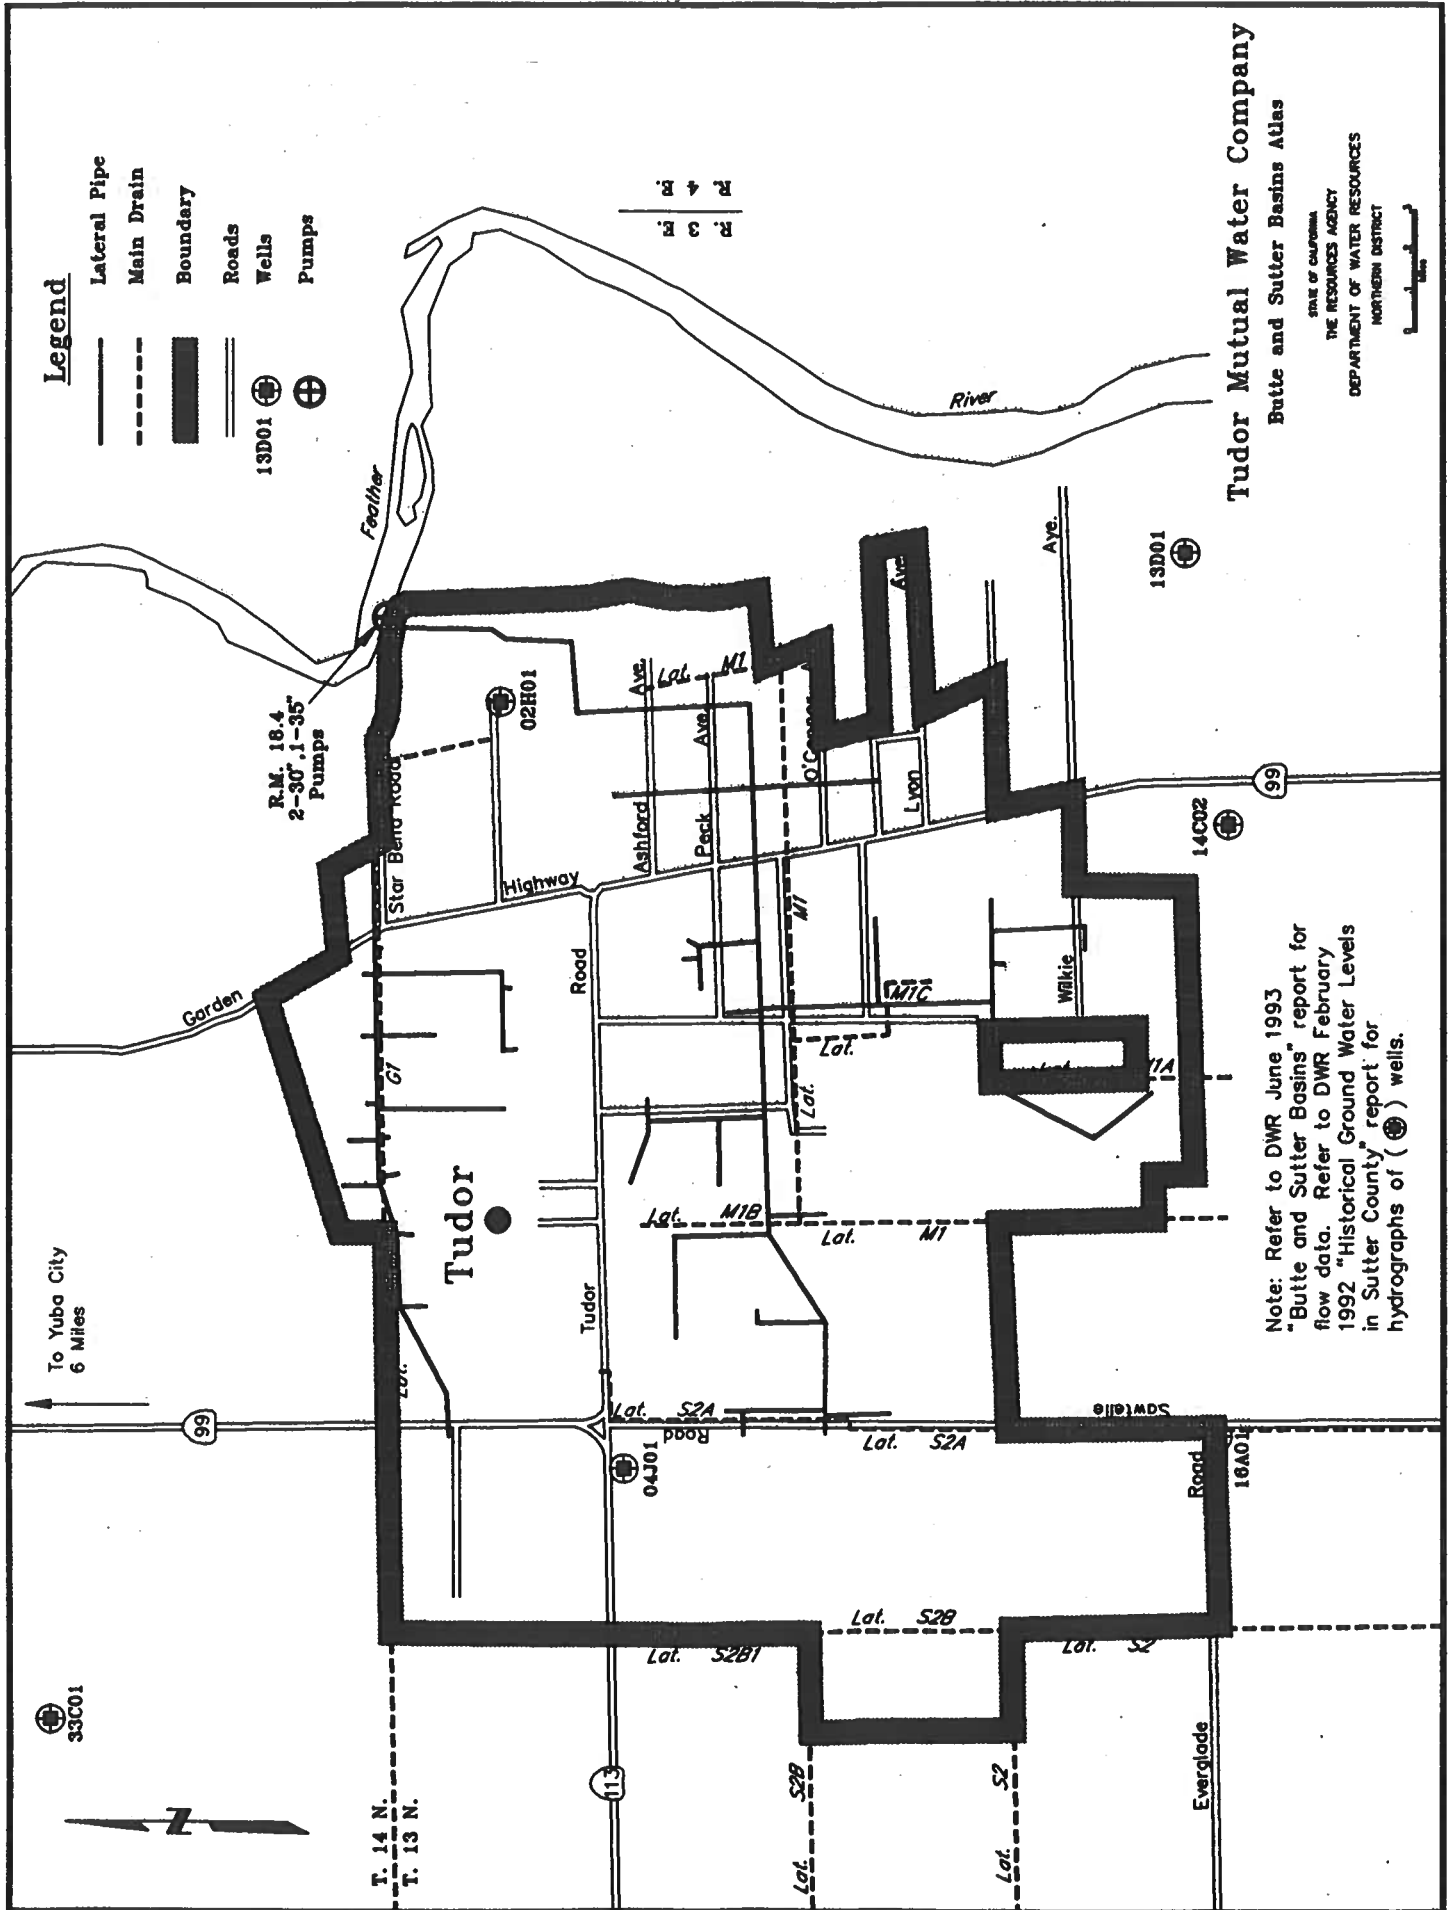 To Yuba City
6 Miles
33C01
T. 14 N.
T. 13 N.
99
113
Garden
Star Bend Road
Highway
R.M. 18.4
2-30", 1-35"
Pumps
Feather
River
Legend
Lateral Pipe
Main Drain
Boundary
Roads
13D01
Wells
Pumps
R. 3 E.
R. 4 E.
Tudor
G1
Lat.
02H01
Tudor
Road
04J01
Lat. S2A
Road
Lat. S2A
Lat. M1B
Lat. M1
Lat.
Lat.
M1C
M1
Ashford Ave.
Peck Ave.
Lat. M1
Lyon
Ave
Wilkie
Ave.
Lat. S2B1
Lat. S2B
Lat. S2
Lat. S2B
Lat. S2
Everglade
Road
Sawtelle
16A01
99
14C02
13D01
Note: Refer to DWR June 1993
"Butte and Sutter Basins" report for
flow data. Refer to DWR February
1992 "Historical Ground Water Levels
in Sutter County" report for
hydrographs of ( ) wells.
Tudor Mutual Water Company
Butte and Sutter Basins Atlas
STATE OF CALIFORNIA
THE RESOURCES AGENCY
DEPARTMENT OF WATER RESOURCES
NORTHERN DISTRICT
Miles